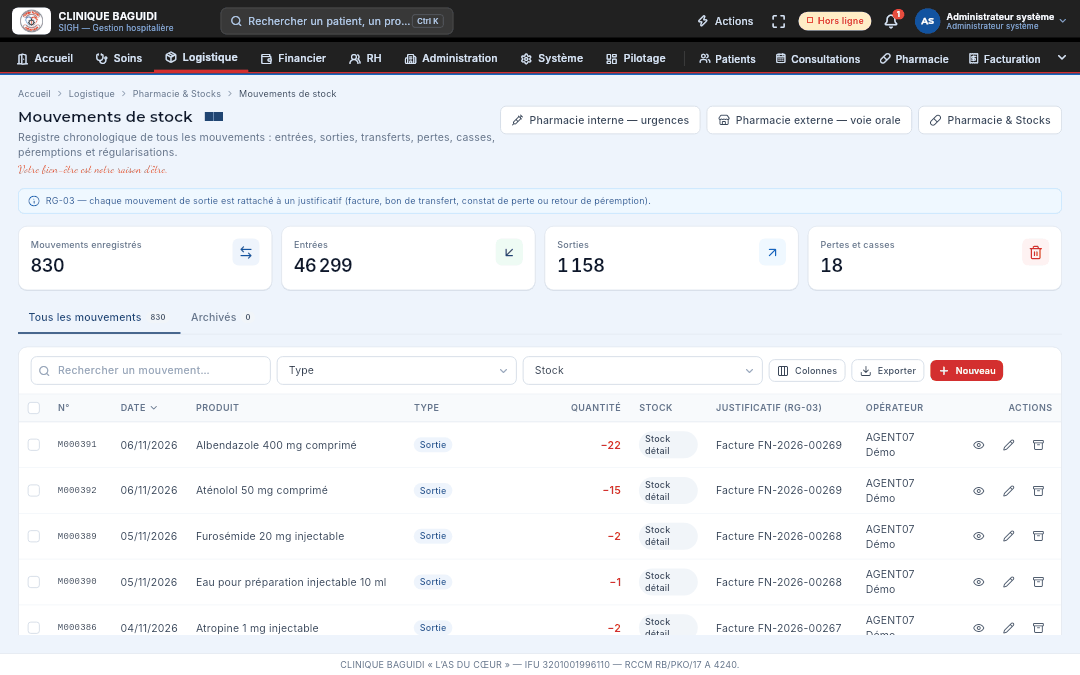 CLINIQUE BAGUIDI
SIGH — Gestion hospitalière
Rechercher un patient, un pro... Ctrl K
Actions
Hors ligne
1
AS
Administrateur système
Administrateur système
Accueil Soins Logistique Financier RH Administration Système Pilotage Patients Consultations Pharmacie Facturation
Accueil > Logistique > Pharmacie & Stocks > Mouvements de stock
Mouvements de stock
Registre chronologique de tous les mouvements : entrées, sorties, transferts, pertes, casses,
péremptions et régularisations.
Votre bien-être est notre raison d'être.
Pharmacie interne — urgences
Pharmacie externe — voie orale
Pharmacie & Stocks
RG-03 — chaque mouvement de sortie est rattaché à un justificatif (facture, bon de transfert, constat de perte ou retour de péremption).
Mouvements enregistrés
830
Entrées
46 299
Sorties
1 158
Pertes et casses
18
Tous les mouvements 830 Archivés 0
Rechercher un mouvement... Type Stock Colonnes Exporter + Nouveau
N° DATE PRODUIT TYPE QUANTITÉ STOCK JUSTIFICATIF (RG-03) OPÉRATEUR ACTIONS
M000391 06/11/2026 Albendazole 400 mg comprimé Sortie −22 Stock détail Facture FN-2026-00269 AGENT07 Démo
M000392 06/11/2026 Aténolol 50 mg comprimé Sortie −15 Stock détail Facture FN-2026-00269 AGENT07 Démo
M000389 05/11/2026 Furosémide 20 mg injectable Sortie −2 Stock détail Facture FN-2026-00268 AGENT07 Démo
M000390 05/11/2026 Eau pour préparation injectable 10 ml Sortie −1 Stock détail Facture FN-2026-00268 AGENT07 Démo
M000386 04/11/2026 Atropine 1 mg injectable Sortie −2 Stock détail Facture FN-2026-00267 AGENT07 Démo
CLINIQUE BAGUIDI « L'AS DU CŒUR » — IFU 3201001996110 — RCCM RB/PKO/17 A 4240.